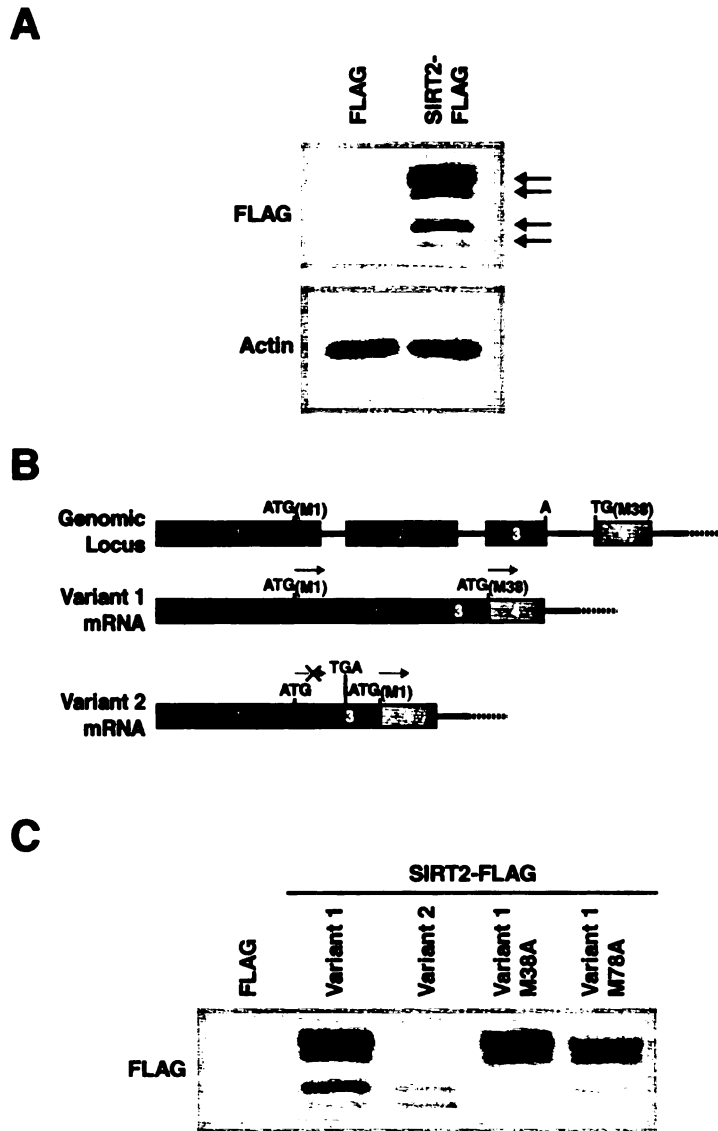 A
FLAG
SIRT2-
FLAG
FLAG
Actin
B
Genomic
Locus
ATG(M1)
3
A
TG(M38)
Variant 1
mRNA
ATG(M1)
3
ATG(M38)
Variant 2
mRNA
ATG
TGA
3
ATG(M1)
C
SIRT2-FLAG
FLAG
Variant 1
Variant 2
Variant 1
M38A
Variant 1
M78A
FLAG